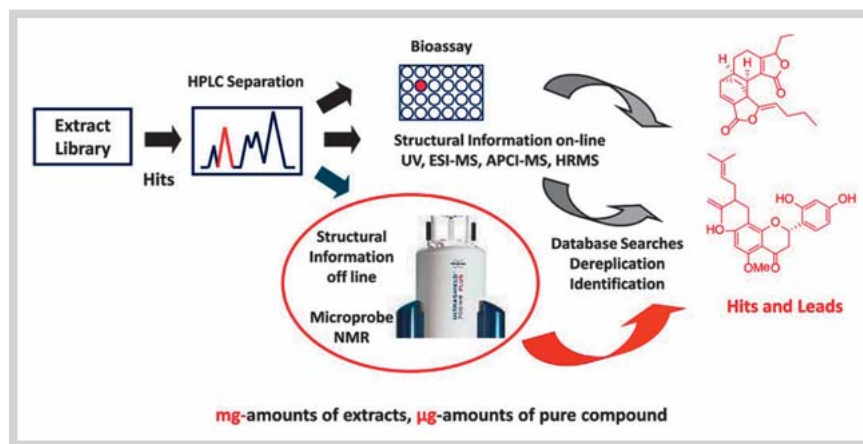 Bioassay
HPLC Separation
Extract
Library
Hits
Structural Information on-line
UV, ESI-MS, APCI-MS, HRMS
Structural
Information
off line
Microprobe
NMR
ULTRASHIELD
PLUS
Database Searches
Dereplication
Identification
H
H
O
O
O
O
HO
OH
HO
O
OMe
O
Hits and Leads
mg-amounts of extracts, µg-amounts of pure compound